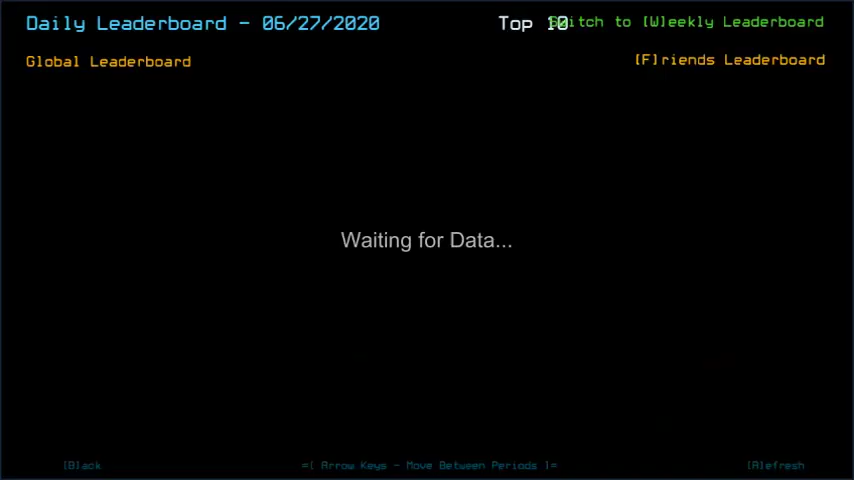 Daily Leaderboard - 06/27/2020
Top 10
Switch to [W]eekly Leaderboard
Global Leaderboard
[F]riends Leaderboard
Waiting for Data...
[B]ack
=[ Arrow Keys - Move Between Periods ]=
[R]efresh